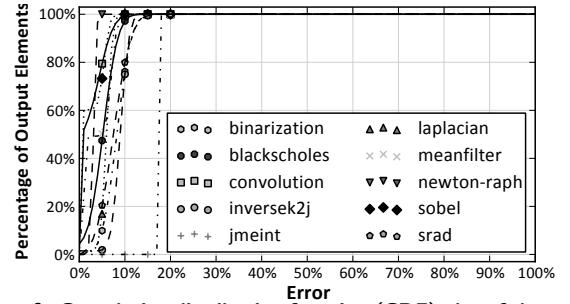 Percentage of Output Elements
100%
80%
60%
40%
20%
0%
binarization
blackscholes
convolution
inversek2j
jmeint
laplacian
meanfilter
newton-raph
sobel
srad
0% 10% 20% 30% 40% 50% 60% 70% 80% 90% 100%
Error